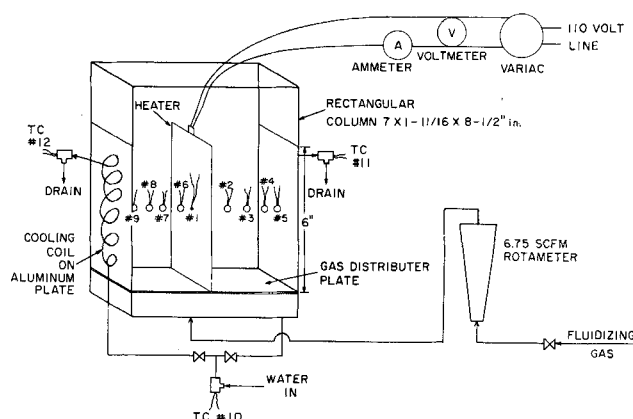 110 VOLT
LINE
V
A
VOLTMETER
AMMETER
VARIAC
HEATER
RECTANGULAR
COLUMN 7 X 1-11/16 X 8-1/2" in.
TC
#12
DRAIN
TC
#11
DRAIN
#8
#6
#2
#4
#9
#7
#1
#3
#5
6"
COOLING
COIL
ON
ALUMINUM
PLATE
GAS DISTRIBUTER
PLATE
6.75 SCFM
ROTAMETER
FLUIDIZING
GAS
WATER
IN
TC #10